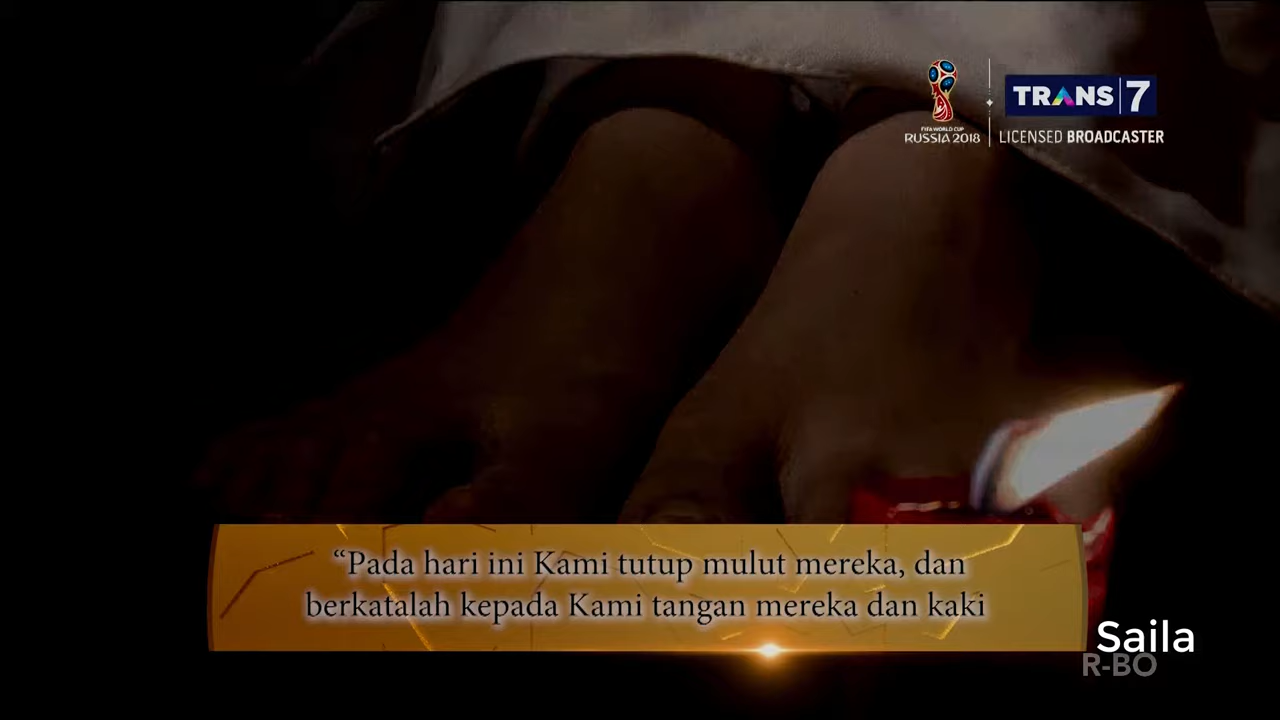 FIFA WORLD CUP
RUSSIA 2018
TRANS 7
LICENSED BROADCASTER
“Pada hari ini Kami tutup mulut mereka, dan
berkatalah kepada Kami tangan mereka dan kaki
Saila
R-BO